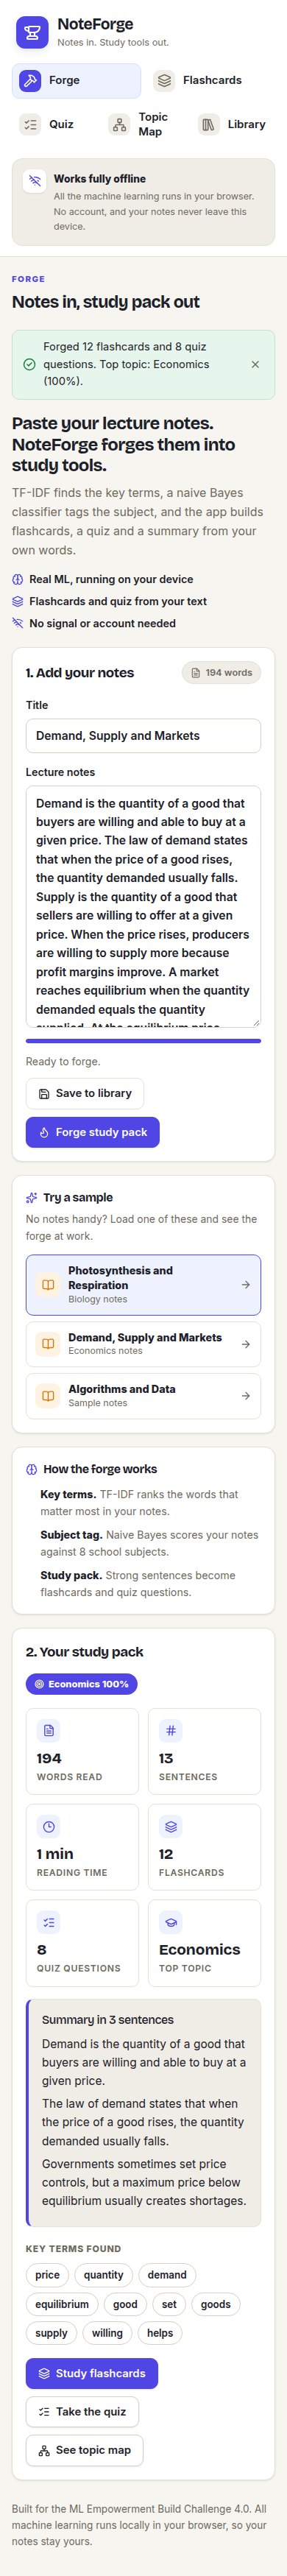 NoteForge
Notes in. Study tools out.
Forge
Flashcards
Quiz
Topic
Map
Library
Works fully offline
All the machine learning runs in your browser.
No account, and your notes never leave this
device.
FORGE
Notes in, study pack out
Forged 12 flashcards and 8 quiz
questions. Top topic: Economics
(100%).
Paste your lecture notes.
NoteForge forges them into
study tools.
TF-IDF finds the key terms, a naive Bayes
classifier tags the subject, and the app builds
flashcards, a quiz and a summary from your
own words.
Real ML, running on your device
Flashcards and quiz from your text
No signal or account needed
1. Add your notes
194 words
Title
Demand, Supply and Markets
Lecture notes
Demand is the quantity of a good that
buyers are willing and able to buy at a
given price. The law of demand states
that when the price of a good rises,
the quantity demanded usually falls.
Supply is the quantity of a good that
sellers are willing to offer at a given
price. When the price rises, producers
are willing to supply more because
profit margins improve. A market
reaches equilibrium when the quantity
demanded equals the quantity
supplied. At the equilibrium price
Ready to forge.
Save to library
Forge study pack
Try a sample
No notes handy? Load one of these and see the
forge at work.
Photosynthesis and
Respiration
Biology notes
Demand, Supply and Markets
Economics notes
Algorithms and Data
Sample notes
How the forge works
Key terms. TF-IDF ranks the words that
matter most in your notes.
Subject tag. Naive Bayes scores your notes
against 8 school subjects.
Study pack. Strong sentences become
flashcards and quiz questions.
2. Your study pack
Economics 100%
194
WORDS READ
13
SENTENCES
1 min
READING TIME
12
FLASHCARDS
8
QUIZ QUESTIONS
Economics
TOP TOPIC
Summary in 3 sentences
Demand is the quantity of a good that
buyers are willing and able to buy at a
given price.
The law of demand states that when
the price of a good rises, the quantity
demanded usually falls.
Governments sometimes set price
controls, but a maximum price below
equilibrium usually creates shortages.
KEY TERMS FOUND
price
quantity
demand
equilibrium
good
set
goods
supply
willing
helps
Study flashcards
Take the quiz
See topic map
Built for the ML Empowerment Build Challenge 4.0. All
machine learning runs locally in your browser, so your
notes stay yours.